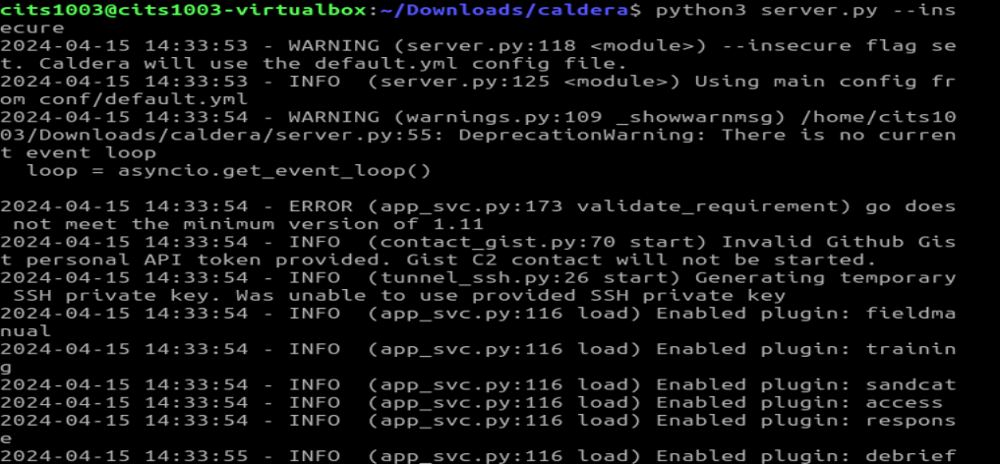 cits1003@cits1003-virtualbox:~/Downloads/caldera$ python3 server.py --ins
ecure
2024-04-15 14:33:53 - WARNING (server.py:118 <module>) --insecure flag se
t. Caldera will use the default.yml config file.
2024-04-15 14:33:53 - INFO  (server.py:125 <module>) Using main config fr
om conf/default.yml
2024-04-15 14:33:54 - WARNING (warnings.py:109 _showwarnmsg) /home/cits10
03/Downloads/caldera/server.py:55: DeprecationWarning: There is no curren
t event loop
  loop = asyncio.get_event_loop()

2024-04-15 14:33:54 - ERROR (app_svc.py:173 validate_requirement) go does
 not meet the minimum version of 1.11
2024-04-15 14:33:54 - INFO  (contact_gist.py:70 start) Invalid Github Gis
t personal API token provided. Gist C2 contact will not be started.
2024-04-15 14:33:54 - INFO  (tunnel_ssh.py:26 start) Generating temporary
 SSH private key. Was unable to use provided SSH private key
2024-04-15 14:33:54 - INFO  (app_svc.py:116 load) Enabled plugin: fieldma
nual
2024-04-15 14:33:54 - INFO  (app_svc.py:116 load) Enabled plugin: trainin
g
2024-04-15 14:33:54 - INFO  (app_svc.py:116 load) Enabled plugin: sandcat
2024-04-15 14:33:54 - INFO  (app_svc.py:116 load) Enabled plugin: access
2024-04-15 14:33:54 - INFO  (app_svc.py:116 load) Enabled plugin: respons
e
2024-04-15 14:33:55 - INFO  (app_svc.py:116 load) Enabled plugin: debrief